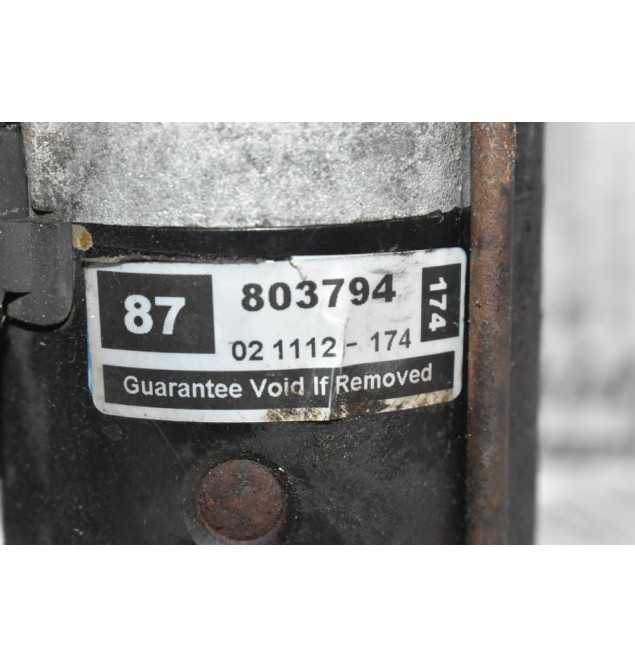 87
803794
174
02 1112 - 174
Guarantee Void If Removed